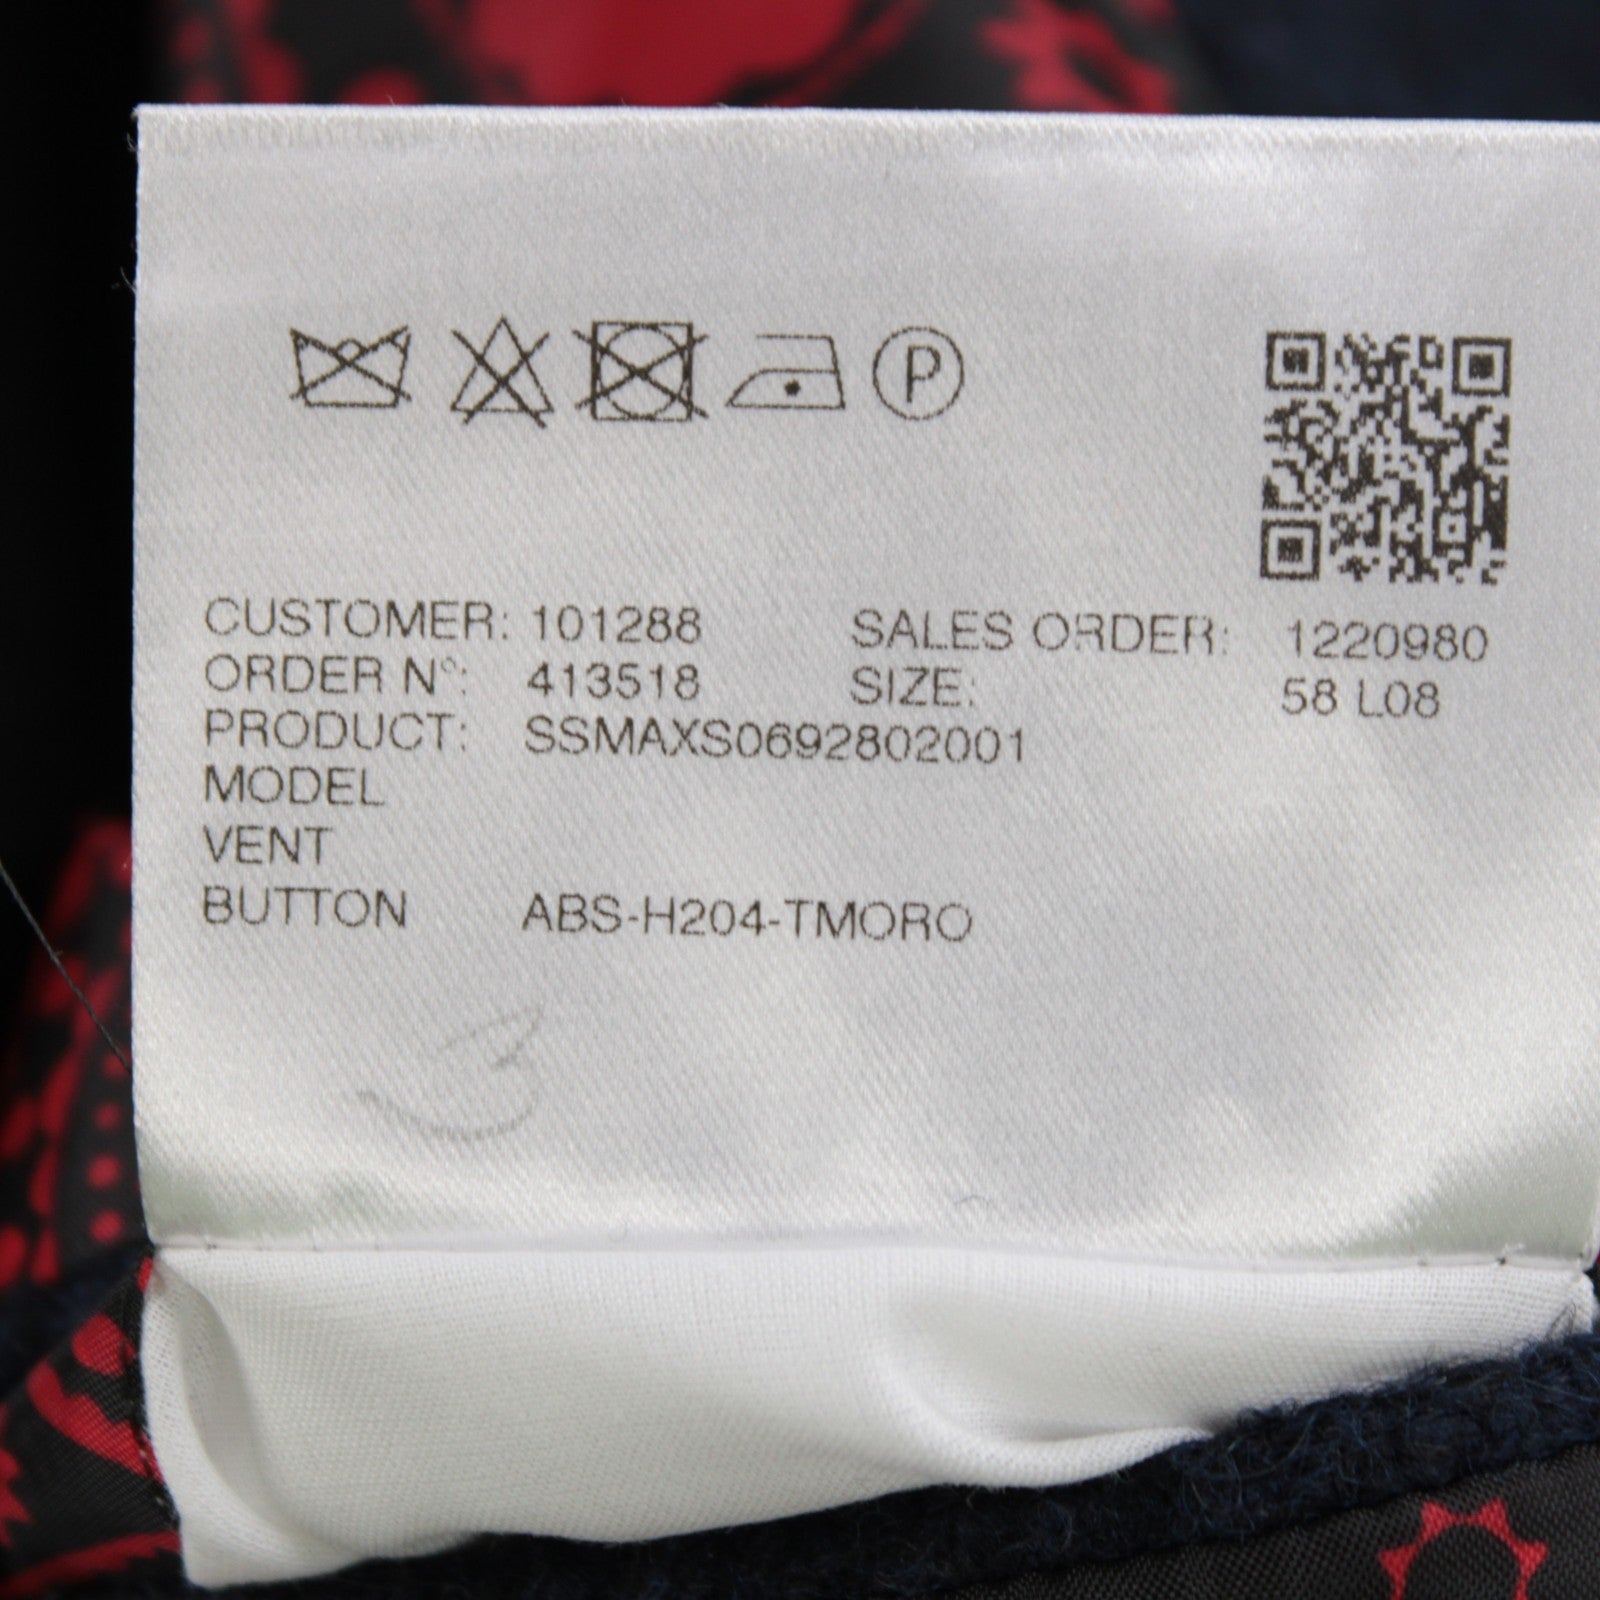 P
CUSTOMER: 101288 SALES ORDER: 1220980
ORDER N°: 413518 SIZE: 58 L08
PRODUCT: SSMAXS0692802001
MODEL
VENT
BUTTON ABS-H204-TMORO